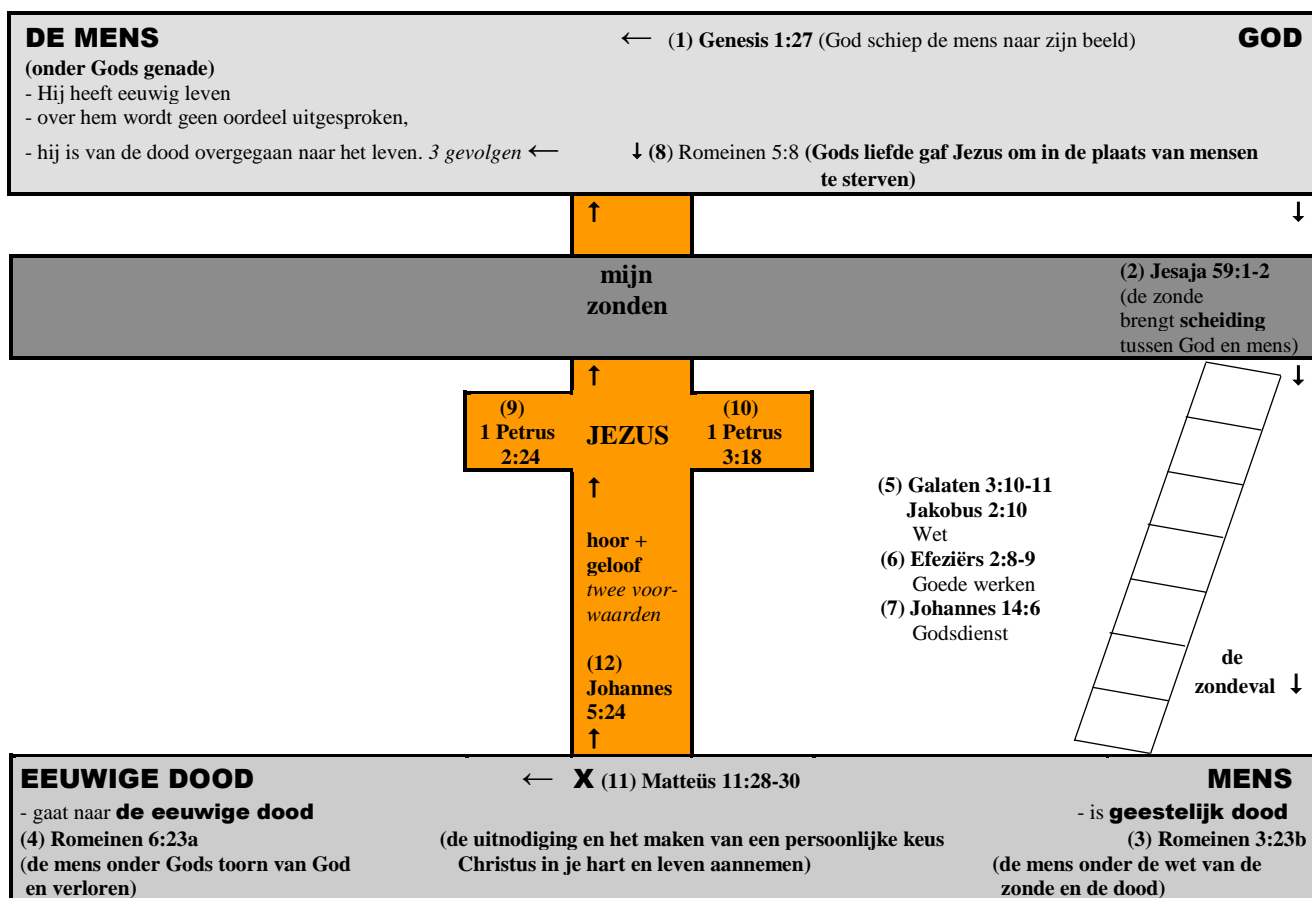 DE MENS ← (1) Genesis 1:27 (God schiep de mens naar zijn beeld) GOD
(onder Gods genade)
- Hij heeft eeuwig leven
- over hem wordt geen oordeel uitgesproken,
- hij is van de dood overgegaan naar het leven. 3 gevolgen ← ↓ (8) Romeinen 5:8 (Gods liefde gaf Jezus om in de plaats van mensen
te sterven)
↑ ↓
mijn
zonden
(2) Jesaja 59:1-2
(de zonde
brengt scheiding
tussen God en mens)
↑ ↓
(9)
1 Petrus
2:24
JEZUS
(10)
1 Petrus
3:18
↑
hoor +
geloof
twee voor-
waarden
(12)
Johannes
5:24
↑
(5) Galaten 3:10-11
Jakobus 2:10
Wet
(6) Efeziërs 2:8-9
Goede werken
(7) Johannes 14:6
Godsdienst
de
zondeval ↓
EEUWIGE DOOD ← X (11) Matteüs 11:28-30 MENS
- gaat naar de eeuwige dood - is geestelijk dood
(4) Romeinen 6:23a (de uitnodiging en het maken van een persoonlijke keus (3) Romeinen 3:23b
(de mens onder Gods toorn van God Christus in je hart en leven aannemen) (de mens onder de wet van de
en verloren) zonde en de dood)